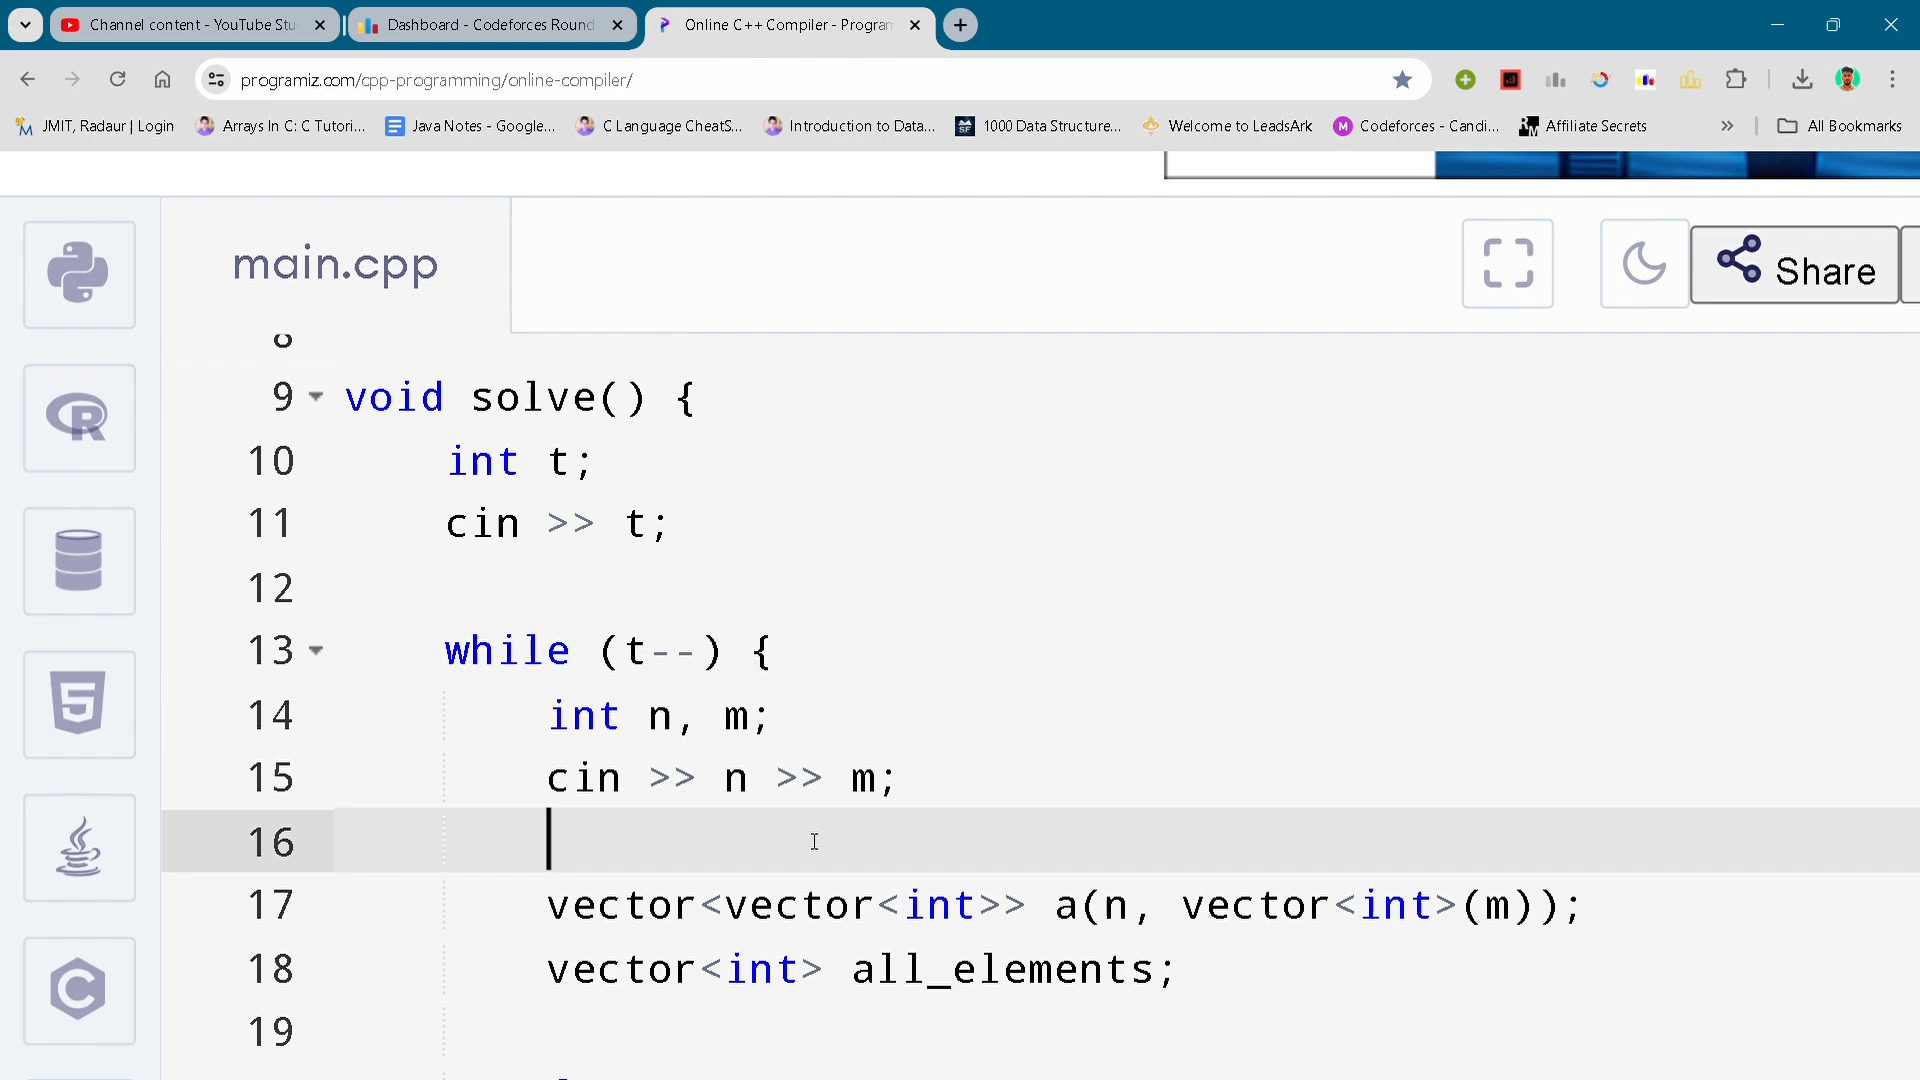 Channel content - YouTube Stu
Dashboard - Codeforces Round
Online C++ Compiler - Program
programiz.com/cpp-programming/online-compiler/
JMIT, Radaur | Login
Arrays In C: C Tutori...
Java Notes - Google...
C Language CheatS...
Introduction to Data...
1000 Data Structure...
Welcome to LeadsArk
Codeforces - Candi...
Affiliate Secrets
All Bookmarks
main.cpp
Share
8
9 void solve() {
10 int t;
11 cin >> t;
12
13 while (t--) {
14 int n, m;
15 cin >> n >> m;
16
17 vector<vector<int>> a(n, vector<int>(m));
18 vector<int> all_elements;
19